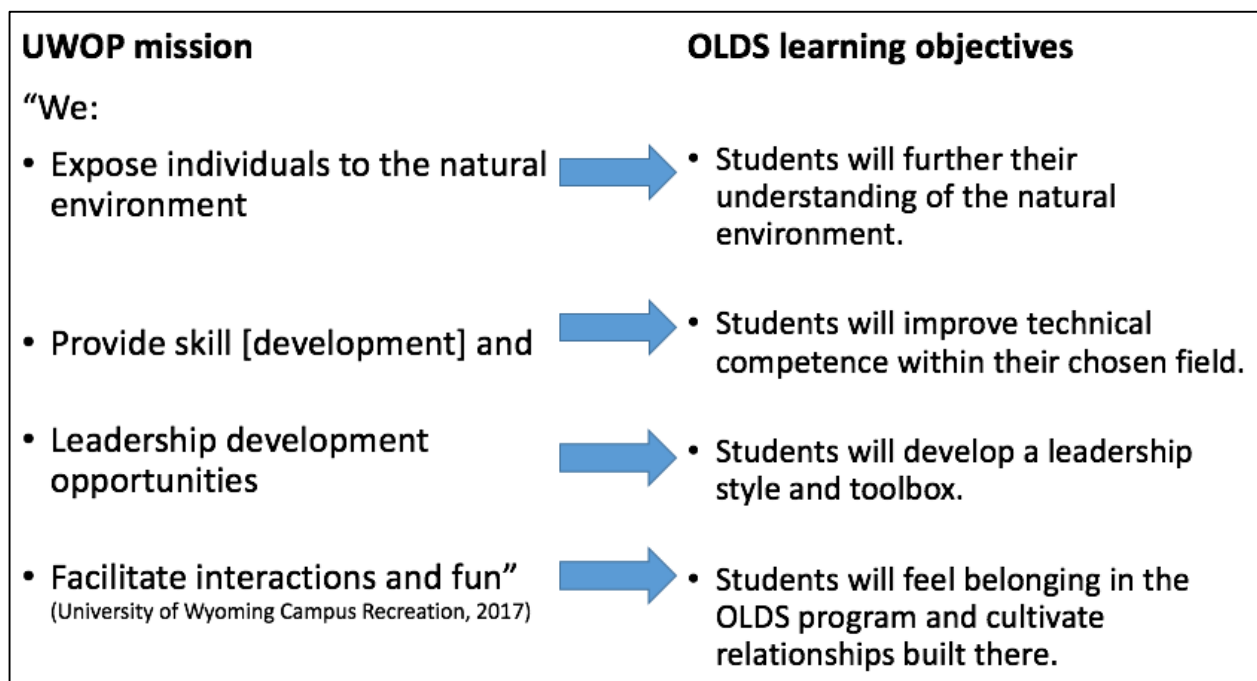 UWOP mission
“We:
• Expose individuals to the natural
environment
• Provide skill [development] and
• Leadership development
opportunities
• Facilitate interactions and fun”
(University of Wyoming Campus Recreation, 2017)
OLDS learning objectives
• Students will further their
understanding of the natural
environment.
• Students will improve technical
competence within their chosen field.
• Students will develop a leadership
style and toolbox.
• Students will feel belonging in the
OLDS program and cultivate
relationships built there.